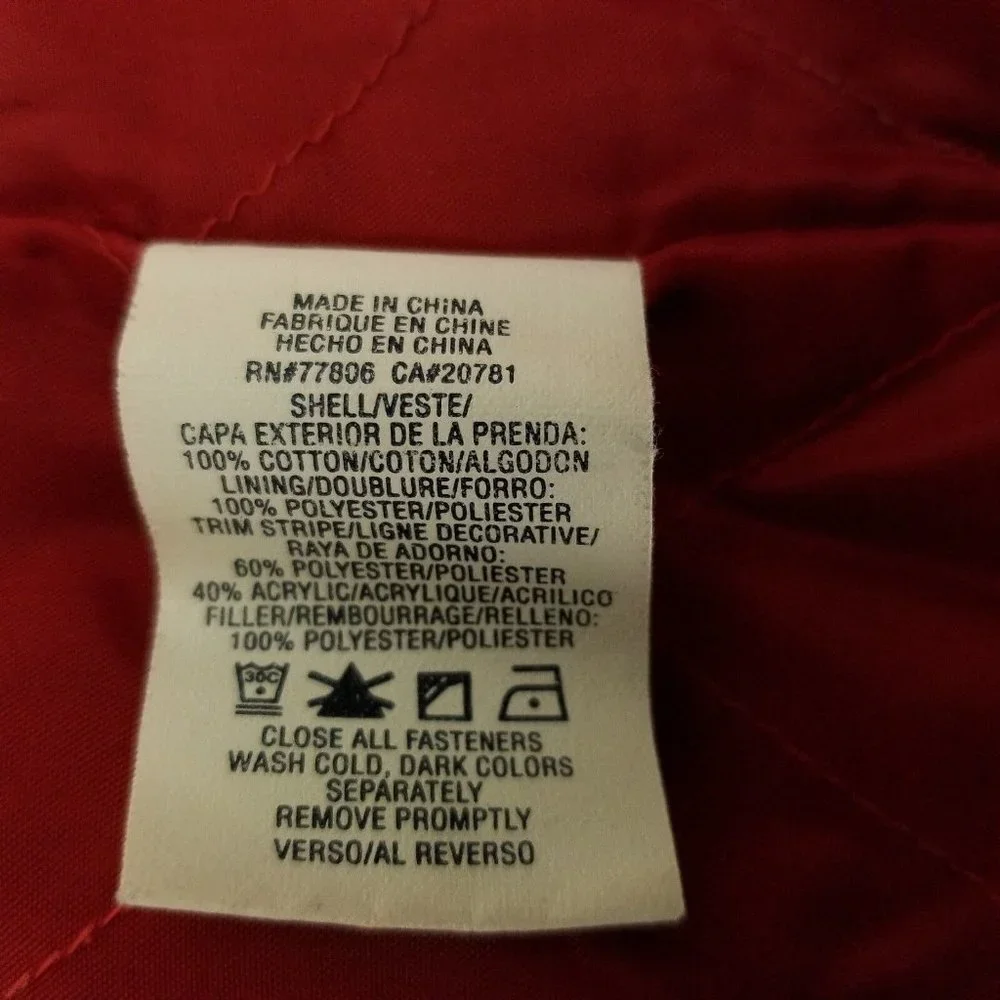 MADE IN CHINA
FABRIQUE EN CHINE
HECHO EN CHINA
RN#77806 CA#20781
SHELL/VESTE/
CAPA EXTERIOR DE LA PRENDA:
100% COTTON/COTON/ALGODON
LINING/DOUBLURE/FORRO:
100% POLYESTER/POLIESTER
TRIM STRIPE/LIGNE DECORATIVE/
RAYA DE ADORNO:
60% POLYESTER/POLIESTER
40% ACRYLIC/ACRYLIQUE/ACRILICO
FILLER/REMBOURRAGE/RELLENO:
100% POLYESTER/POLIESTER
30C
CLOSE ALL FASTENERS
WASH COLD, DARK COLORS
SEPARATELY
REMOVE PROMPTLY
VERSO/AL REVERSO